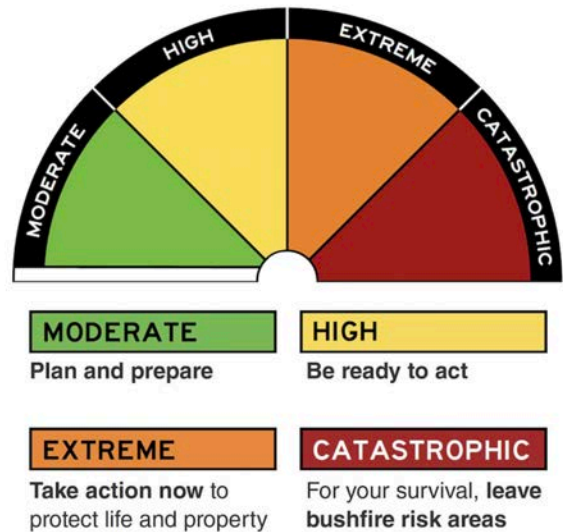 MODERATE
HIGH
EXTREME
CATASTROPHIC
MODERATE
Plan and prepare
HIGH
Be ready to act
EXTREME
Take action now to
protect life and property
CATASTROPHIC
For your survival, leave
bushfire risk areas